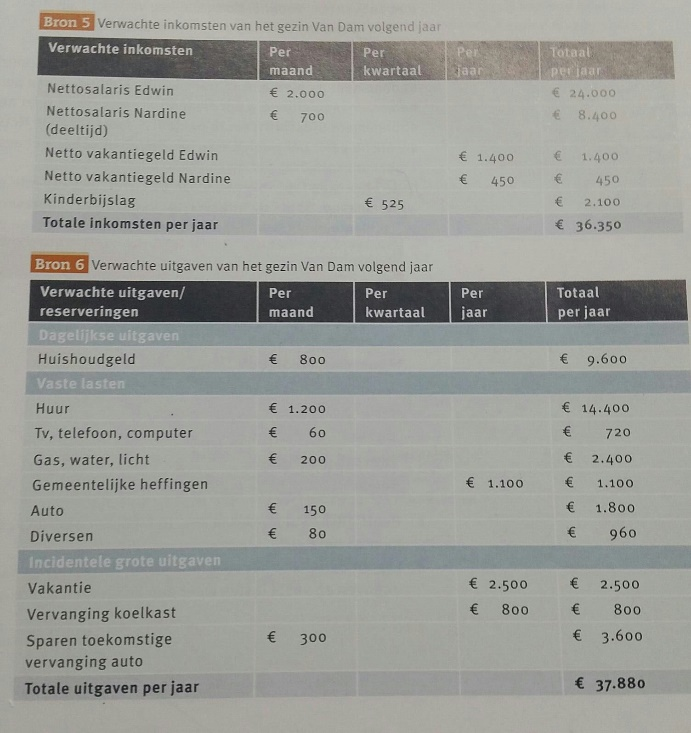 Bron 5 Verwachte inkomsten van het gezin Van Dam volgend jaar
Verwachte inkomsten Per maand Per kwartaal Per jaar Totaal per jaar
Nettosalaris Edwin € 2.000 € 24.000
Nettosalaris Nardine (deeltijd) € 700 € 8.400
Netto vakantiegeld Edwin € 1.400 € 1.400
Netto vakantiegeld Nardine € 450 € 450
Kinderbijslag € 525 € 2.100
Totale inkomsten per jaar € 36.350
Bron 6 Verwachte uitgaven van het gezin Van Dam volgend jaar
Verwachte uitgaven/ reserveringen Per maand Per kwartaal Per jaar Totaal per jaar
Dagelijkse uitgaven
Huishoudgeld € 800 € 9.600
Vaste lasten
Huur € 1.200 € 14.400
Tv, telefoon, computer € 60 € 720
Gas, water, licht € 200 € 2.400
Gemeentelijke heffingen € 1.100 € 1.100
Auto € 150 € 1.800
Diversen € 80 € 960
Incidentele grote uitgaven
Vakantie € 2.500 € 2.500
Vervanging koelkast € 800 € 800
Sparen toekomstige vervanging auto € 300 € 3.600
Totale uitgaven per jaar € 37.880